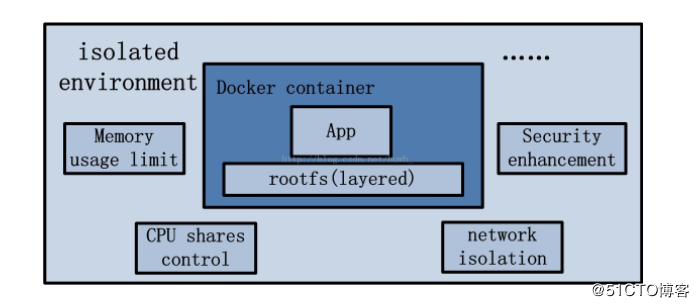 isolated
environment
......
Docker container
App
rootfs(layered)
Memory
usage limit
Security
enhancement
CPU shares
control
network
isolation
@51CTO博客